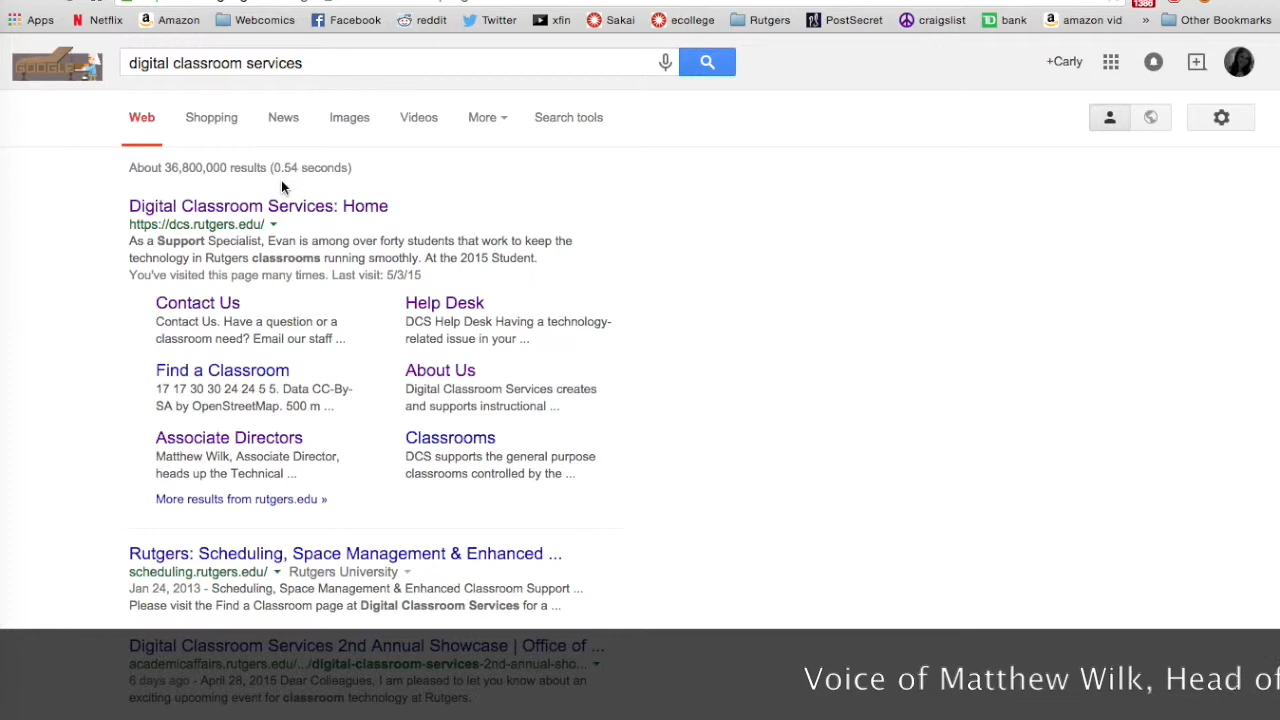 Apps Netflix Amazon Webcomics Facebook reddit Twitter xfin Sakai ecollege Rutgers PostSecret craigslist bank amazon vid » Other Bookmarks
1386
GOOGLE digital classroom services +Carly
Web Shopping News Images Videos More Search tools
About 36,800,000 results (0.54 seconds)
Digital Classroom Services: Home
https://dcs.rutgers.edu/
As a Support Specialist, Evan is among over forty students that work to keep the
technology in Rutgers classrooms running smoothly. At the 2015 Student.
You've visited this page many times. Last visit: 5/3/15
Contact Us
Contact Us. Have a question or a
classroom need? Email our staff ...
Help Desk
DCS Help Desk Having a technology-
related issue in your ...
Find a Classroom
17 17 30 30 24 24 5 5. Data CC-By-
SA by OpenStreetMap. 500 m ...
About Us
Digital Classroom Services creates
and supports instructional ...
Associate Directors
Matthew Wilk, Associate Director,
heads up the Technical ...
Classrooms
DCS supports the general purpose
classrooms controlled by the ...
More results from rutgers.edu »
Rutgers: Scheduling, Space Management & Enhanced ...
scheduling.rutgers.edu/ Rutgers University
Jan 24, 2013 - Scheduling, Space Management & Enhanced Classroom Support ...
Please visit the Find a Classroom page at Digital Classroom Services for a ...
Digital Classroom Services 2nd Annual Showcase | Office of ...
academicaffairs.rutgers.edu/.../digital-classroom-services-2nd-annual-sho...
6 days ago - April 28, 2015 Dear Colleagues, I am pleased to let you know about an
exciting upcoming event for classroom technology at Rutgers.
Voice of Matthew Wilk, Head of